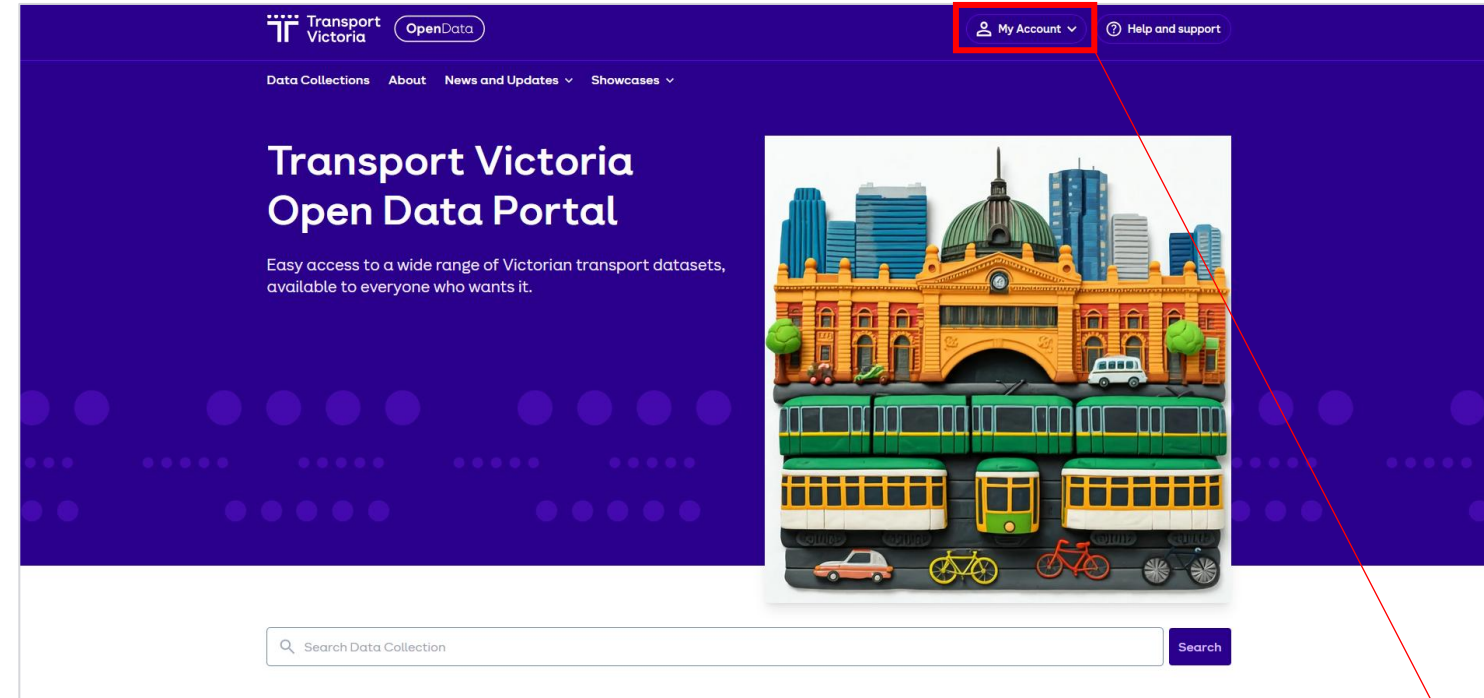 Transport
Victoria
OpenData
My Account
Help and support
Data Collections About News and Updates Showcases
Transport Victoria
Open Data Portal
Easy access to a wide range of Victorian transport datasets,
available to everyone who wants it.
Search Data Collection
Search